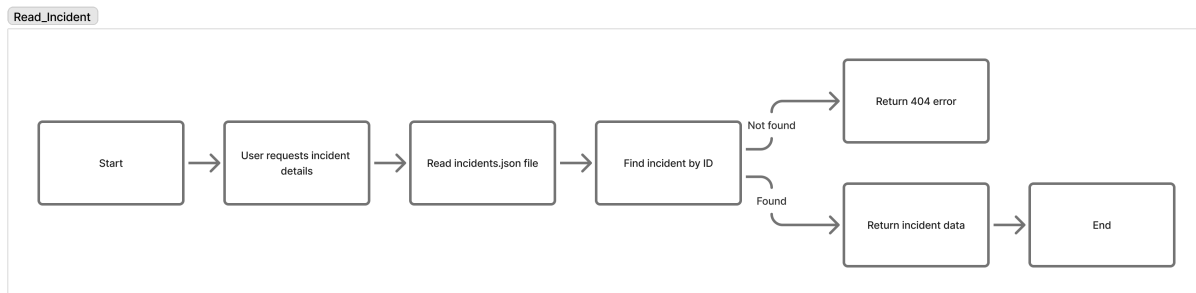 Read_Incident
Start
User requests incident
details
Read incidents.json file
Find incident by ID
Not found
Return 404 error
Found
Return incident data
End